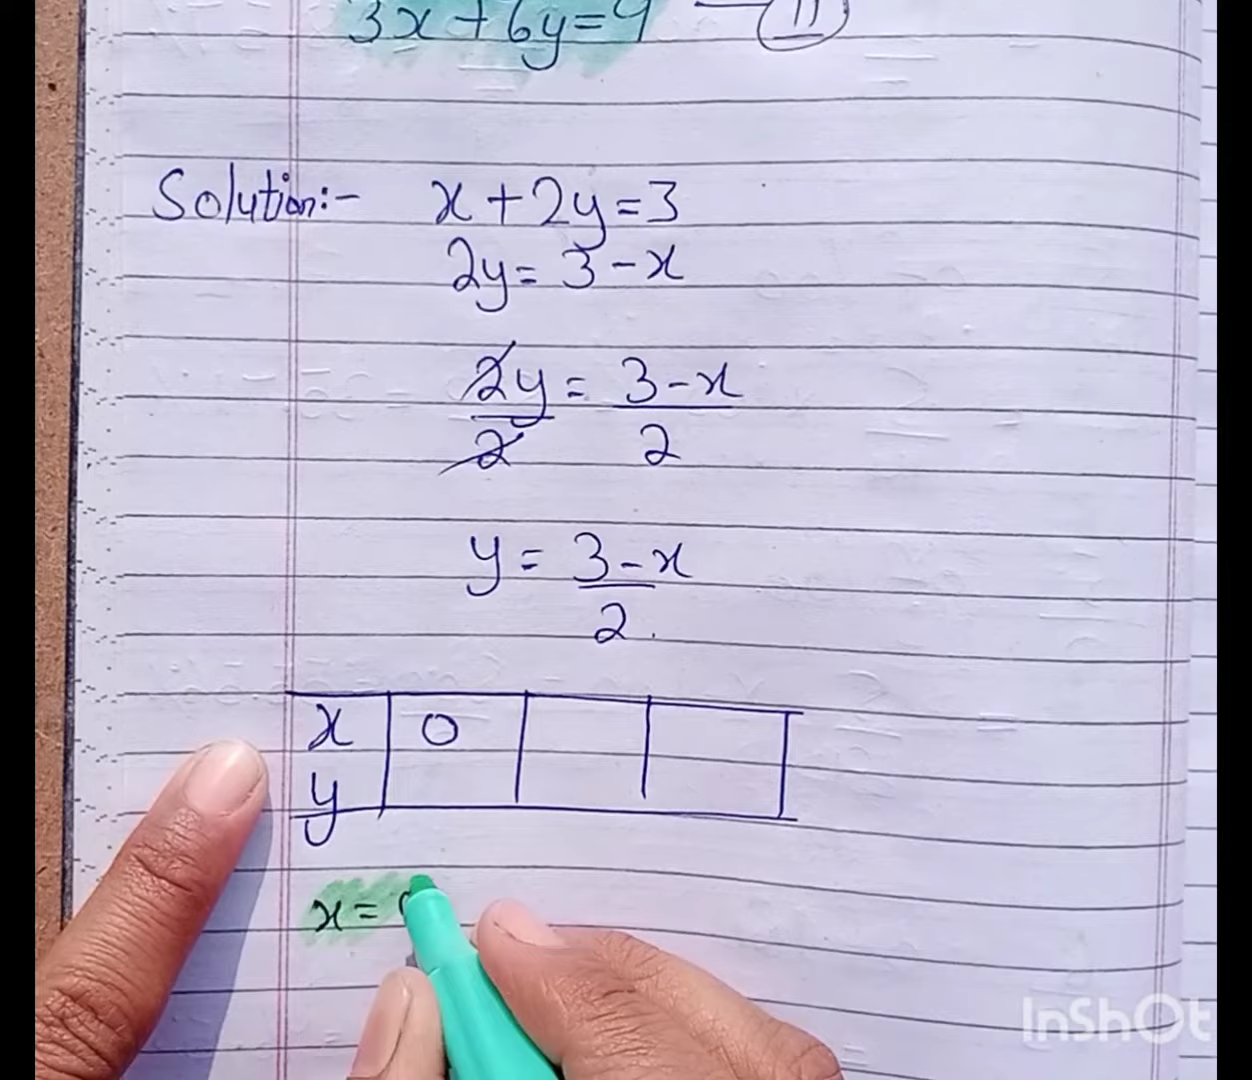 3x+6y=9 — II
Solution:- x+2y=3
2y=3-x
2y = 3-x
2 2
y = 3-x
2.
x 0
y
x=
InShOt